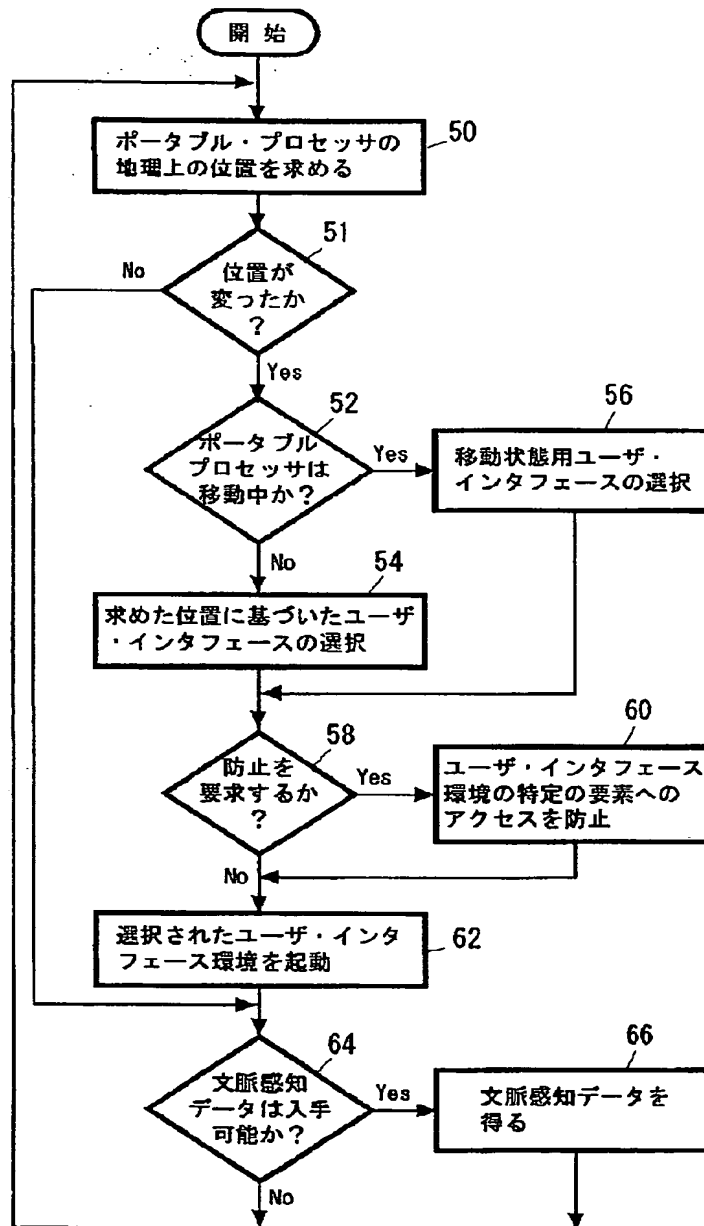 開始
ポータブル・プロセッサの
地理上の位置を求める
50
51
No
位置が
変ったか
?
Yes
52
ポータブル
プロセッサは
移動中か?
Yes
56
移動状態用ユーザ・
インタフェースの選択
No
54
求めた位置に基づいたユーザ
・インタフェースの選択
58
防止を
要求するか
?
Yes
60
ユーザ・インタフェース
環境の特定の要素への
アクセスを防止
No
選択されたユーザ・インタ
フェース環境を起動
62
64
文脈感知
データは入手
可能か?
Yes
66
文脈感知データを
得る
No